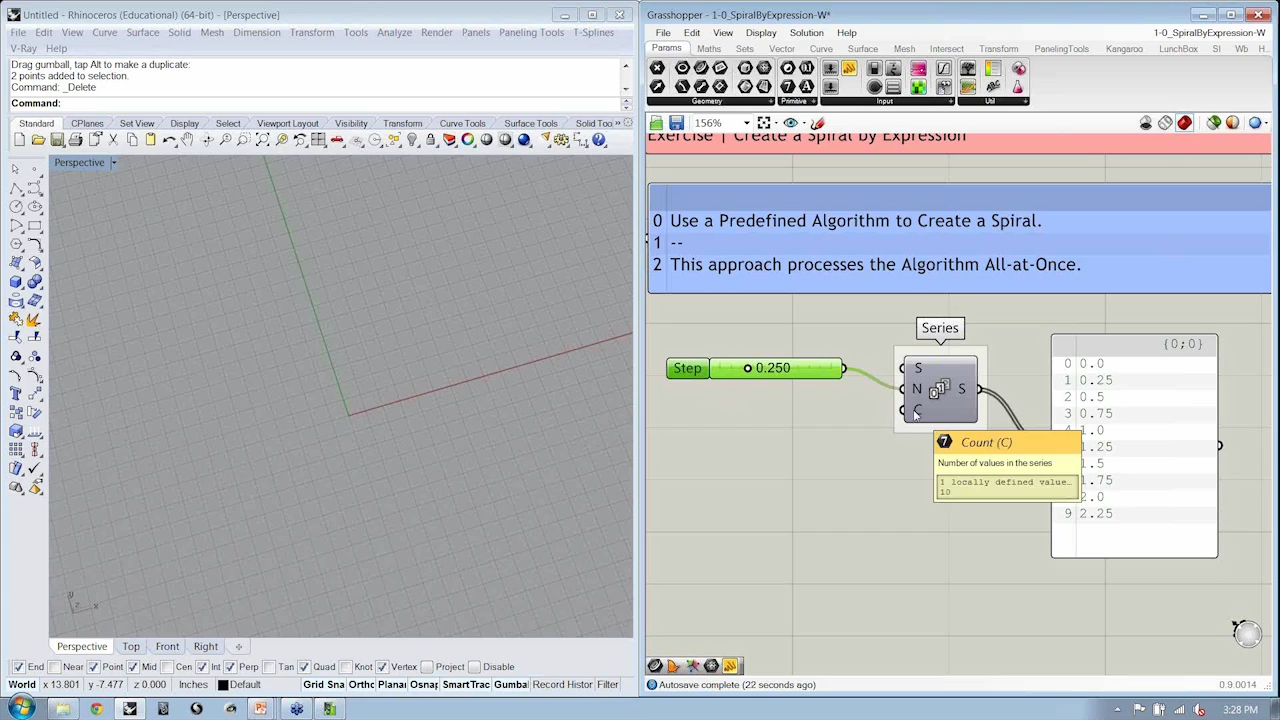 Untitled - Rhinoceros (Educational) (64-bit) - [Perspective]
File Edit View Curve Surface Solid Mesh Dimension Transform Tools Analyze Render Panels Paneling Tools T-Splines
V-Ray Help
Drag gumball, tap Alt to make a duplicate:
2 points added to selection.
Command: _Delete
Command:
Standard CPlanes Set View Display Select Viewport Layout Visibility Transform Curve Tools Surface Tools Solid Too
Perspective
y
z x
Perspective Top Front Right
End Near Point Mid Cen Int Perp Tan Quad Knot Vertex Project Disable
World x 13.801 y -7.477 z 0.000 Inches Default Grid Sna Ortho Planar Osnap SmartTrac Gumba Record Histor Filter
Grasshopper - 1-0_SpiralByExpression-W*
File Edit View Display Solution Help
1-0_SpiralByExpression-W
Params Maths Sets Vector Curve Surface Mesh Intersect Transform PanelingTools Kangaroo LunchBox SI Wb H
Geometry Primitive Input Util
156%
Exercise | Create a Spiral by Expression
0 Use a Predefined Algorithm to Create a Spiral.
1 --
2 This approach processes the Algorithm All-at-Once.
Series
Step 0.250
S
N S
C
{0;0}
0 0.0
1 0.25
2 0.5
3 0.75
4 1.0
1.25
1.5
1.75
2.0
9 2.25
Count (C)
Number of values in the series
1 locally defined value...
10
Autosave complete (22 seconds ago)
0.9.0014
3:28 PM